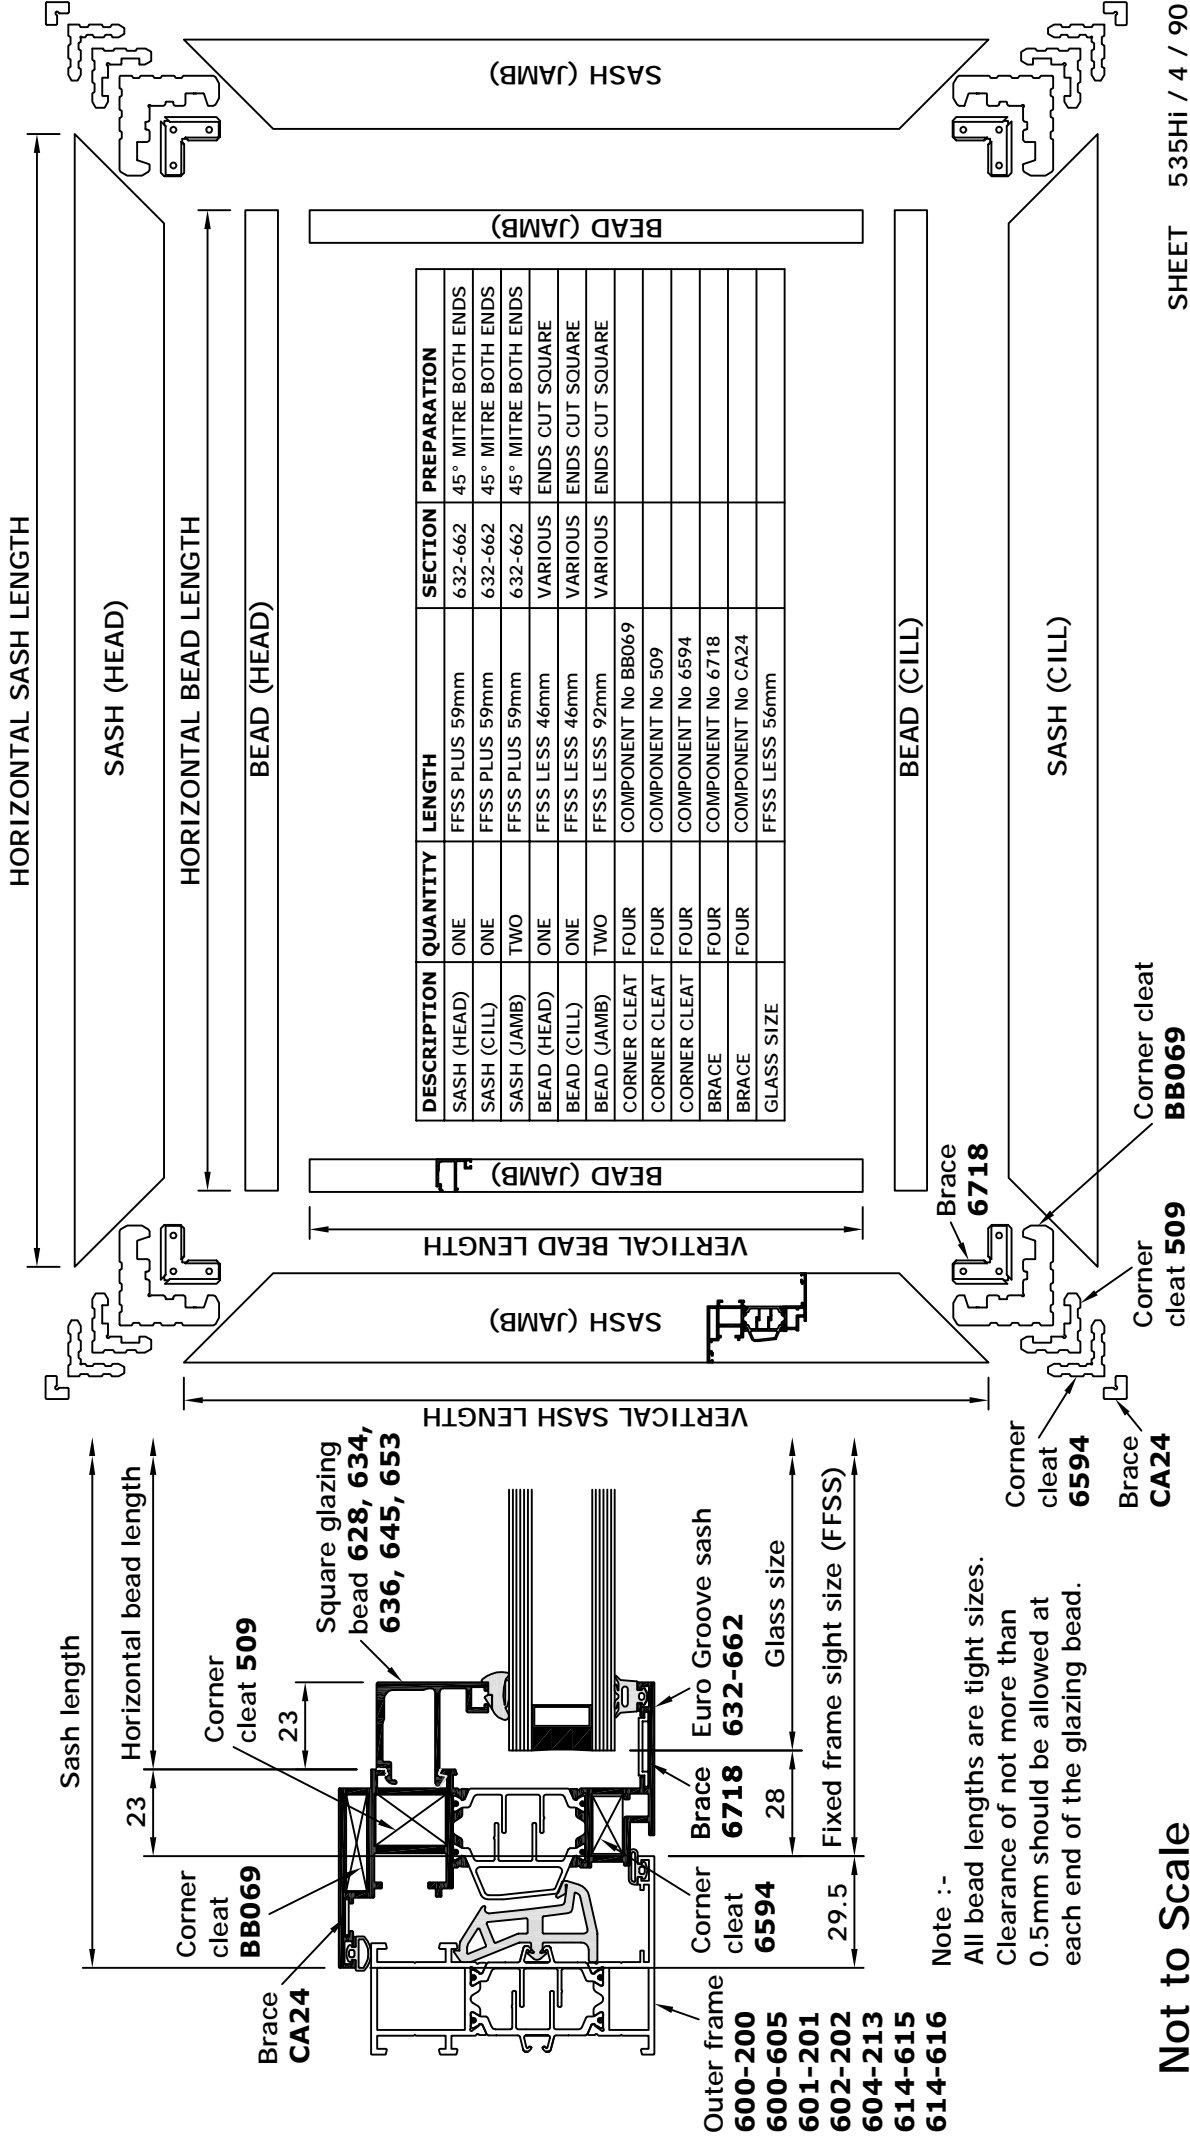 HORIZONTAL SASH LENGTH
SASH (HEAD)
HORIZONTAL BEAD LENGTH
BEAD (HEAD)
SASH (JAMB)
VERTICAL SASH LENGTH
VERTICAL BEAD LENGTH
BEAD (JAMB)
BEAD (JAMB)
SASH (JAMB)
DESCRIPTION QUANTITY LENGTH SECTION PREPARATION
SASH (HEAD) ONE FFSS PLUS 59mm 632-662 45° MITRE BOTH ENDS
SASH (CILL) ONE FFSS PLUS 59mm 632-662 45° MITRE BOTH ENDS
SASH (JAMB) TWO FFSS PLUS 59mm 632-662 45° MITRE BOTH ENDS
BEAD (HEAD) ONE FFSS LESS 46mm VARIOUS ENDS CUT SQUARE
BEAD (CILL) ONE FFSS LESS 46mm VARIOUS ENDS CUT SQUARE
BEAD (JAMB) TWO FFSS LESS 92mm VARIOUS ENDS CUT SQUARE
CORNER CLEAT FOUR COMPONENT No BB069
CORNER CLEAT FOUR COMPONENT No 509
CORNER CLEAT FOUR COMPONENT No 6594
BRACE FOUR COMPONENT No 6718
BRACE FOUR COMPONENT No CA24
GLASS SIZE FFSS LESS 56mm
BEAD (CILL)
SASH (CILL)
Brace
6718
Corner cleat
BB069
Corner
cleat 509
Corner
cleat
6594
Brace
CA24
Sash length
Horizontal bead length
23
Corner
cleat 509
Corner
cleat
BB069
Brace
CA24
23
Square glazing
bead 628, 634,
636, 645, 653
Euro Groove sash
632-662
Brace
6718
Corner
cleat
6594
Outer frame
600-200
600-605
601-201
602-202
604-213
614-615
614-616
Glass size
28
Fixed frame sight size (FFSS)
29.5
Note :-
All bead lengths are tight sizes.
Clearance of not more than
0.5mm should be allowed at
each end of the glazing bead.
Not to Scale
SHEET 535Hi / 4 / 90